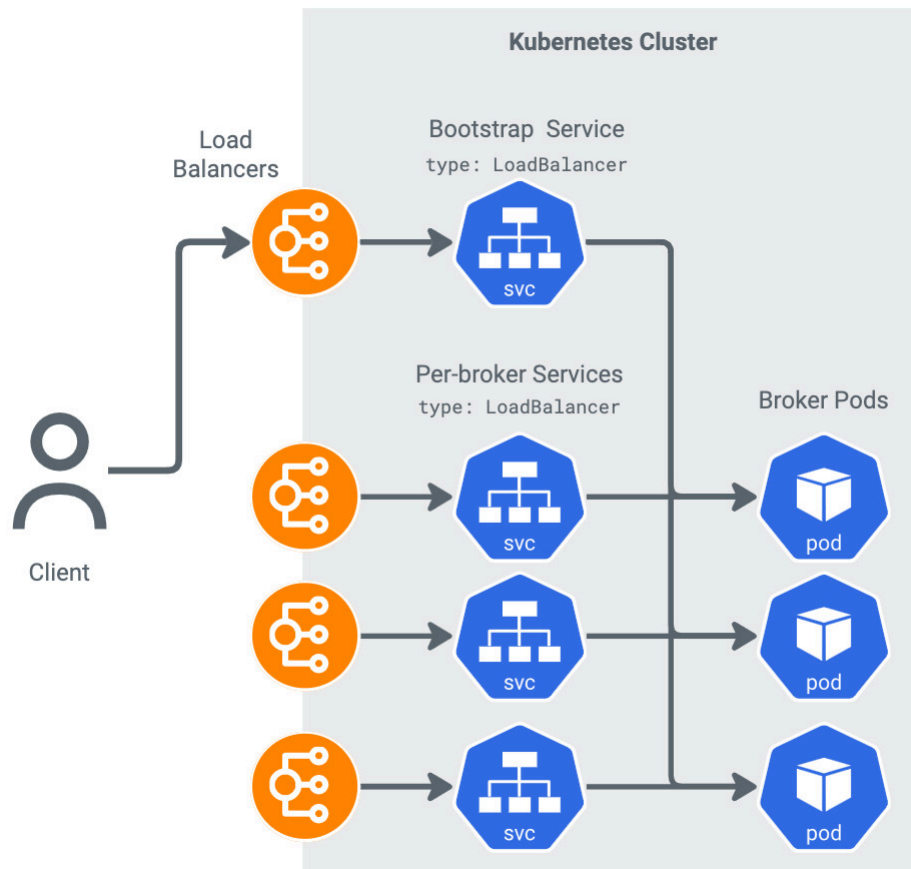 Kubernetes Cluster
Load
Balancers
Bootstrap Service
type: LoadBalancer
svc
Per-broker Services
type: LoadBalancer
Broker Pods
svc
pod
Client
svc
pod
svc
pod